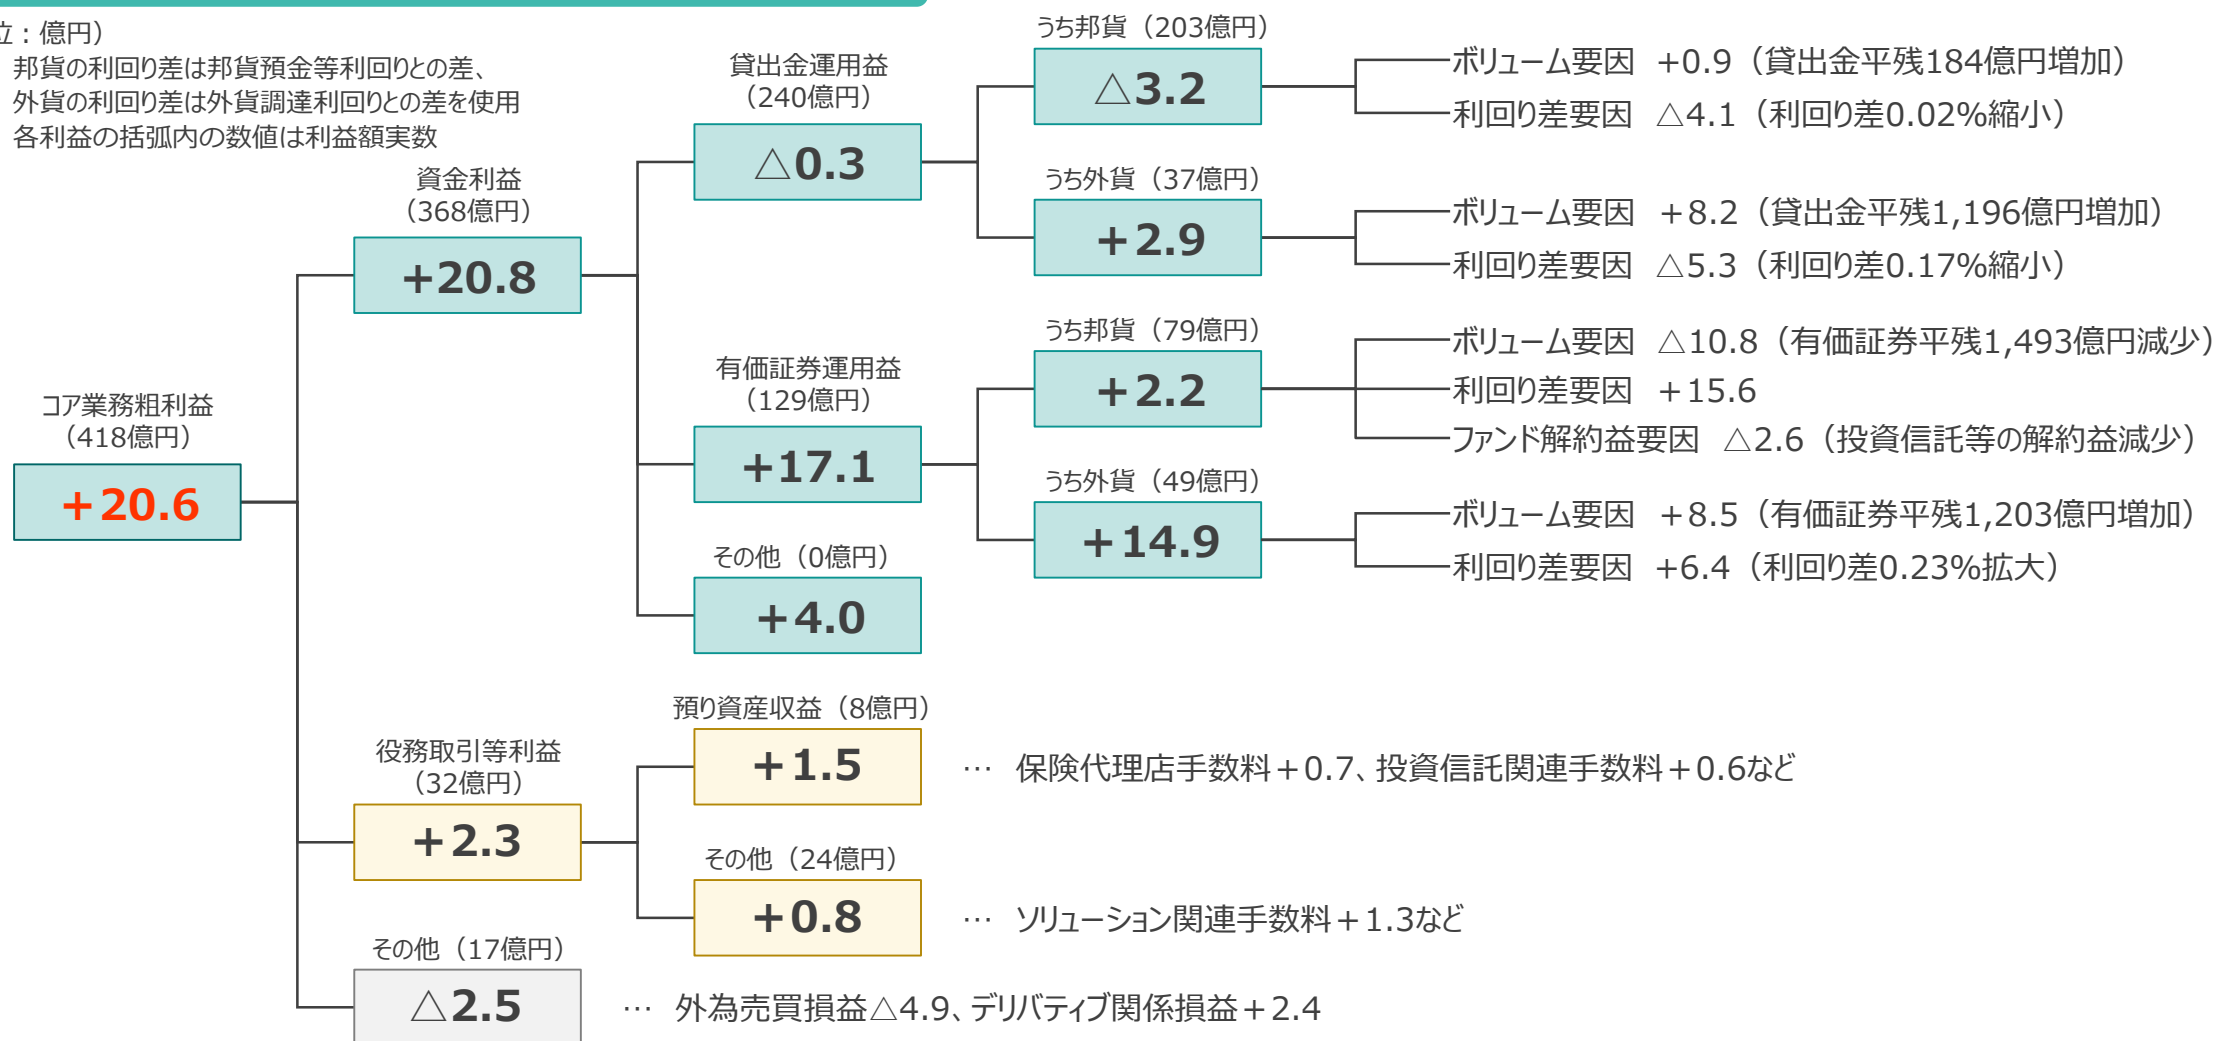 位：億円）
邦貨の利回り差は邦貨預金等利回りとの差、
外貨の利回り差は外貨調達利回りとの差を使用
各利益の括弧内の数値は利益額実数
コア業務粗利益
（418億円）
＋20.6
資金利益
（368億円）
+20.8
貸出金運用益
（240億円）
△0.3
うち邦貨（203億円）
△3.2
ボリューム要因 +0.9（貸出金平残184億円増加）
利回り差要因 △4.1（利回り差0.02%縮小）
うち外貨（37億円）
＋2.9
ボリューム要因 ＋8.2（貸出金平残1,196億円増加）
利回り差要因 △5.3（利回り差0.17%縮小）
有価証券運用益
（129億円）
+17.1
うち邦貨（79億円）
＋2.2
ボリューム要因 △10.8（有価証券平残1,493億円減少）
利回り差要因 ＋15.6
ファンド解約益要因 △2.6（投資信託等の解約益減少）
うち外貨（49億円）
＋14.9
ボリューム要因 ＋8.5（有価証券平残1,203億円増加）
利回り差要因 +6.4（利回り差0.23%拡大）
その他（0億円）
＋4.0
役務取引等利益
（32億円）
＋2.3
預り資産収益（8億円）
＋1.5
… 保険代理店手数料＋0.7、投資信託関連手数料＋0.6など
その他（24億円）
＋0.8
… ソリューション関連手数料＋1.3など
その他（17億円）
△2.5
… 外為売買損益△4.9、デリバティブ関係損益＋2.4